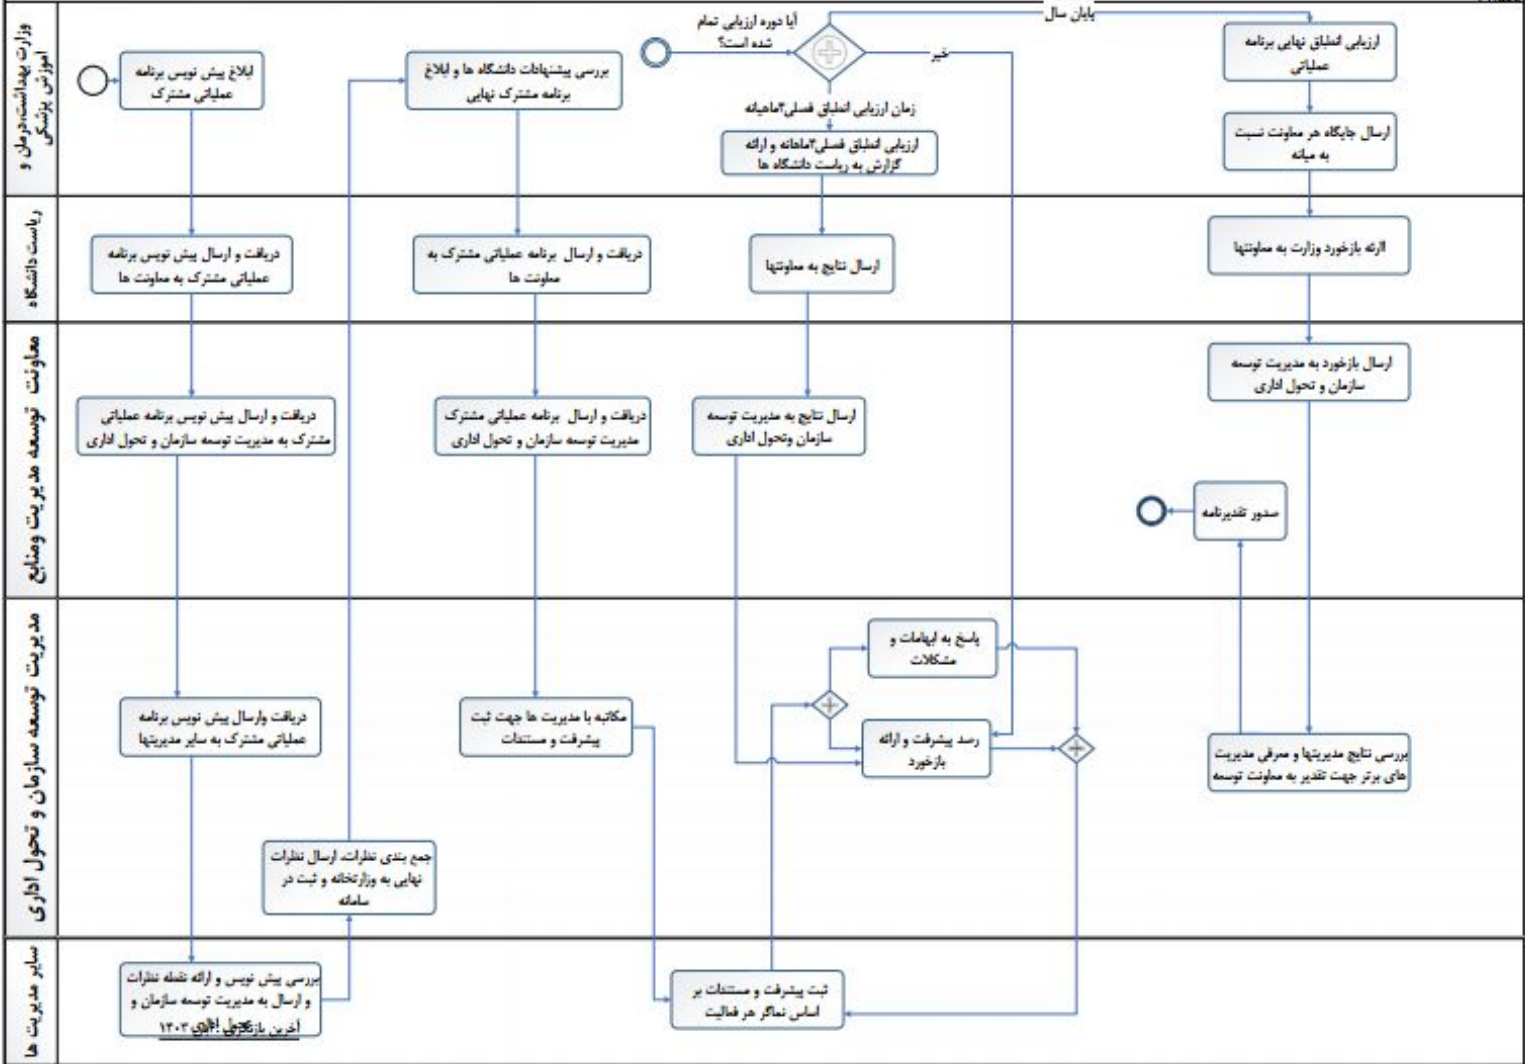 وزارت بهداشت،درمان و
آموزش پزشکی
ابلاغ پیش نویس برنامه
عملیاتی مشترک
بررسی پیشنهادات دانشگاه ها و ابلاغ
برنامه مشترک نهایی
آیا دوره ارزیابی تمام
شده است؟
پایان سال
خیر
زمان ارزیابی انطباق فصلی۳ماهیانه
ارزیابی انطباق فصلی۳ماهانه و ارائه
گزارش به ریاست دانشگاه ها
ارزیابی انطباق نهایی برنامه
عملیاتی
ارسال جایگاه هر معاونت نسبت
به میانه
ریاست دانشگاه
دریافت و ارسال پیش نویس برنامه
عملیاتی مشترک به معاونت ها
دریافت و ارسال برنامه عملیاتی مشترک به
معاونت ها
ارسال نتایج به معاونتها
اارئه بازخورد وزارت به معاونتها
معاونت توسعه مدیریت ومنابع
دریافت و ارسال پیش نویس برنامه عملیاتی
مشترک به مدیریت توسعه سازمان و تحول اداری
دریافت و ارسال برنامه عملیاتی مشترک
مدیریت توسعه سازمان و تحول اداری
ارسال نتایج به مدیریت توسعه
سازمان وتحول اداری
ارسال بازخورد به مدیریت توسعه
سازمان و تحول اداری
صدور تقدیرنامه
مدیریت توسعه سازمان و تحول اداری
دریافت وارسال پیش نویس برنامه
عملیاتی مشترک به سایر مدیریتها
جمع بندی نظرات، ارسال نظرات
نهایی به وزارتخانه و ثبت در
سامانه
مکاتبه با مدیریت ها جهت ثبت
پیشرفت و مستندات
پاسخ به ابهامات و
مشکلات
رصد پیشرفت و ارائه
بازخورد
بررسی نتایج مدیریتها و معرفی مدیریت
های برتر جهت تقدیر به معاونت توسعه
سایر مدیریت ها
بررسی پیش نویس و ارائه نقطه نظرات
و ارسال به مدیریت توسعه سازمان و
آخرین بازنگری: آبان ۱۴۰۳
ثبت پیشرفت و مستندات بر
اساس نماگر هر فعالیت